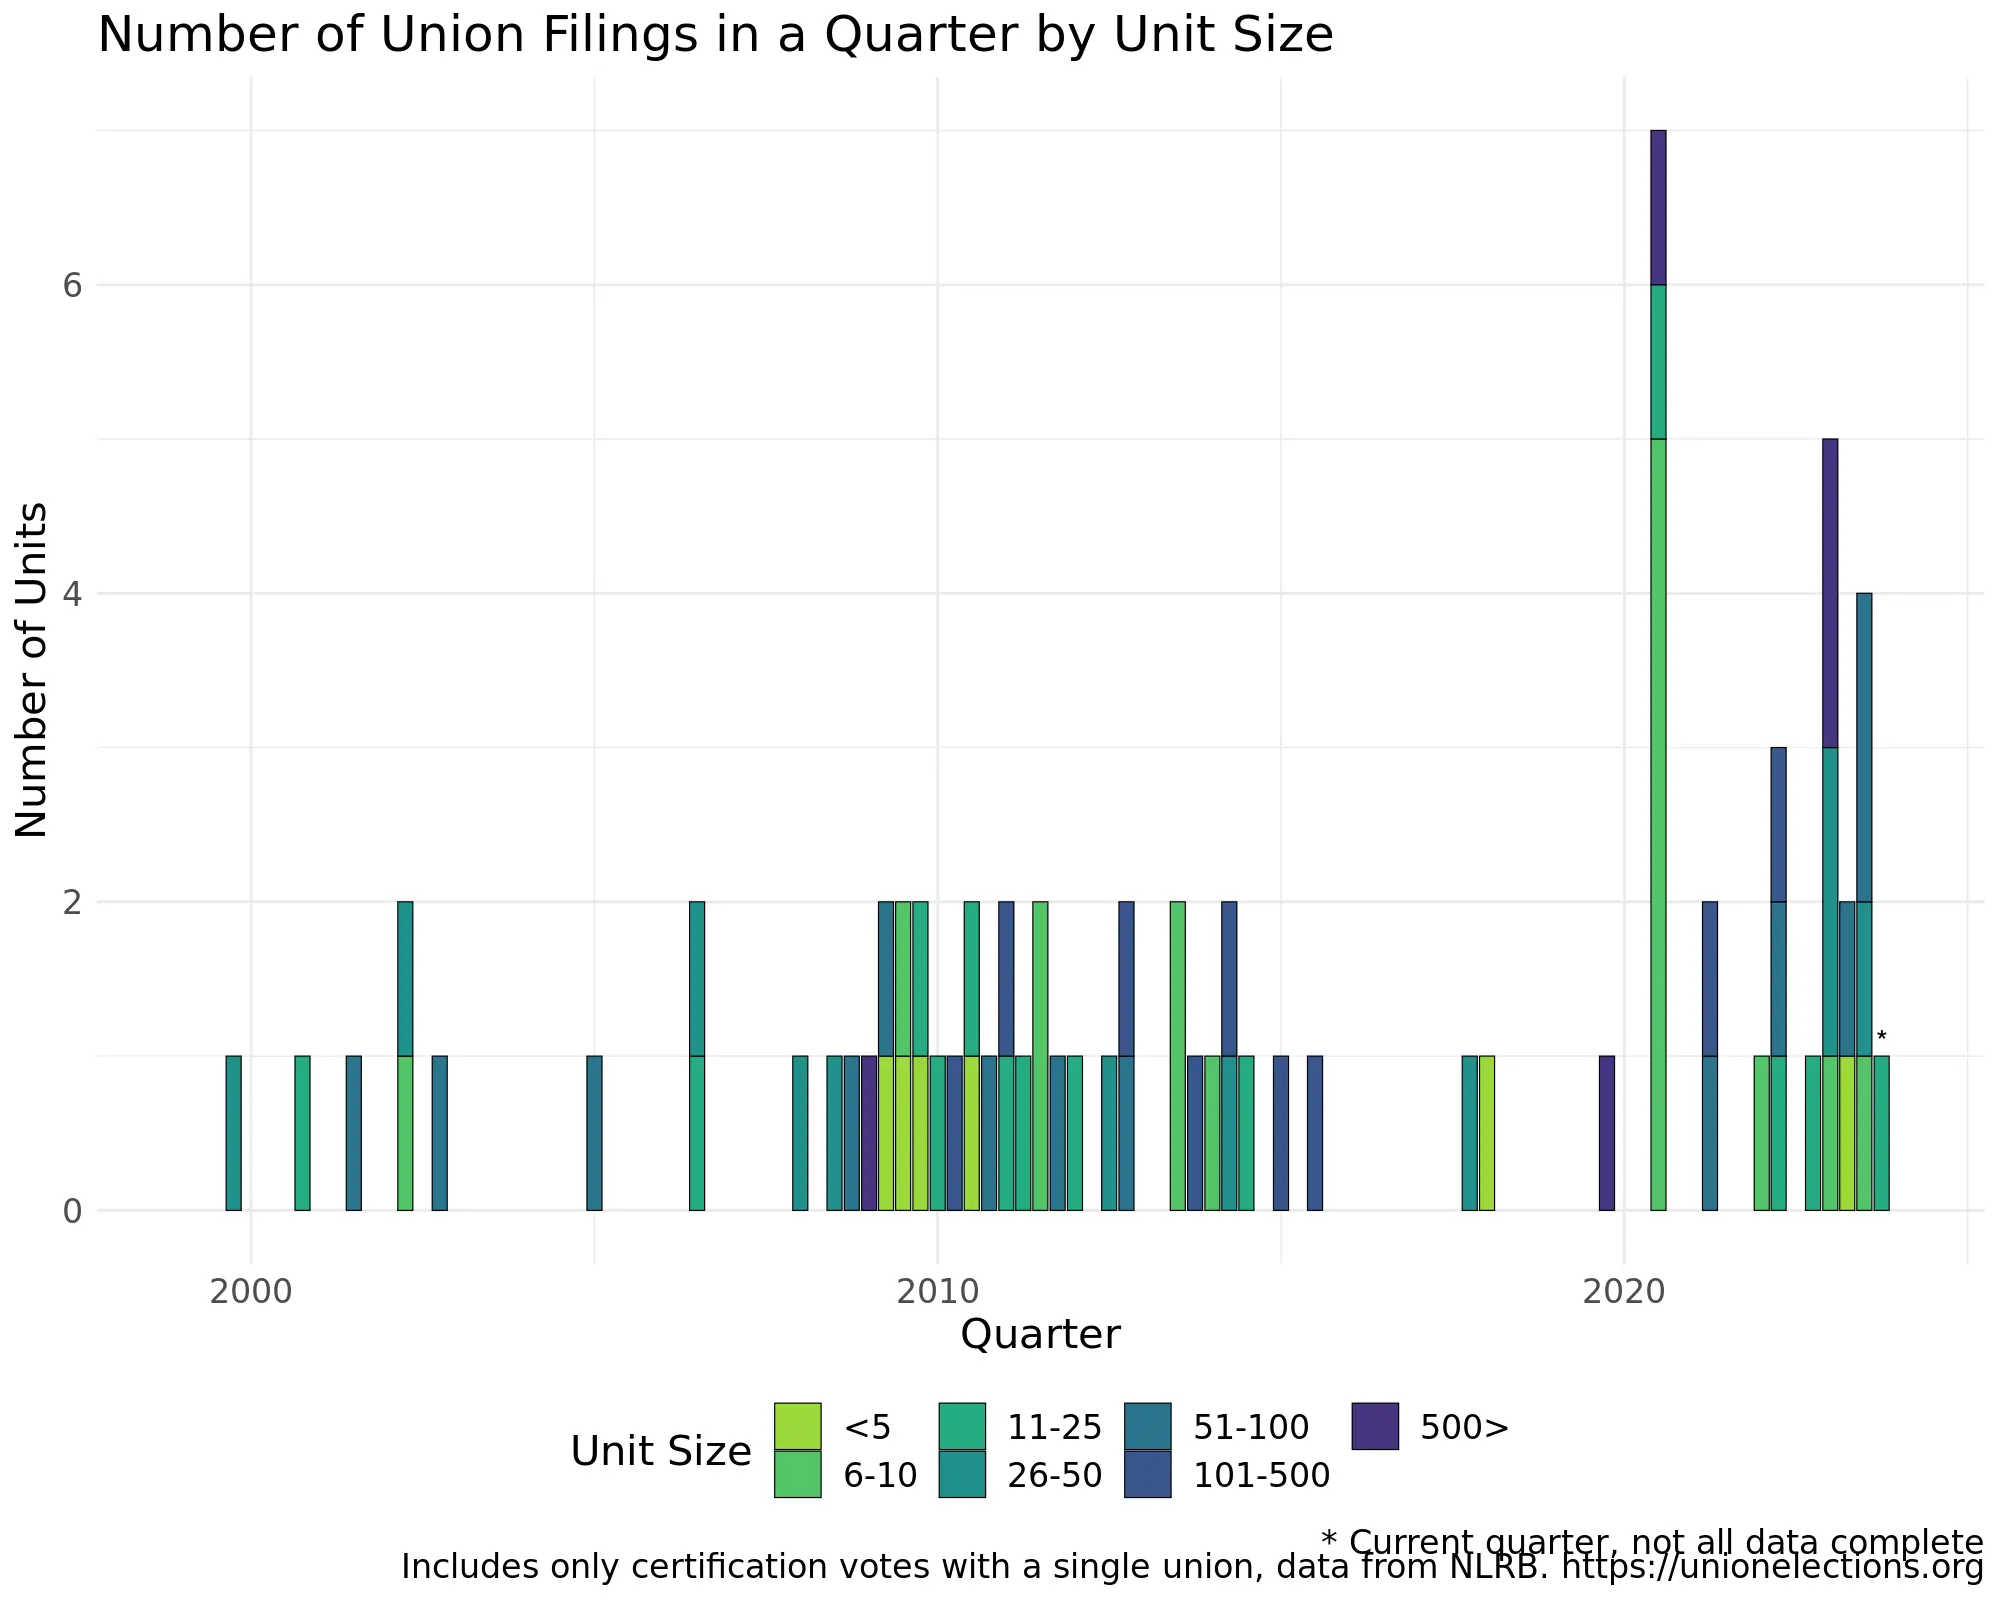 Number of Union Filings in a Quarter by Unit Size
Number of Units
6
4
2
0
*
2000
2010
2020
Quarter
Unit Size
<5
11-25
51-100
500>
6-10
26-50
101-500
* Current quarter, not all data complete
Includes only certification votes with a single union, data from NLRB. https://unionelections.org